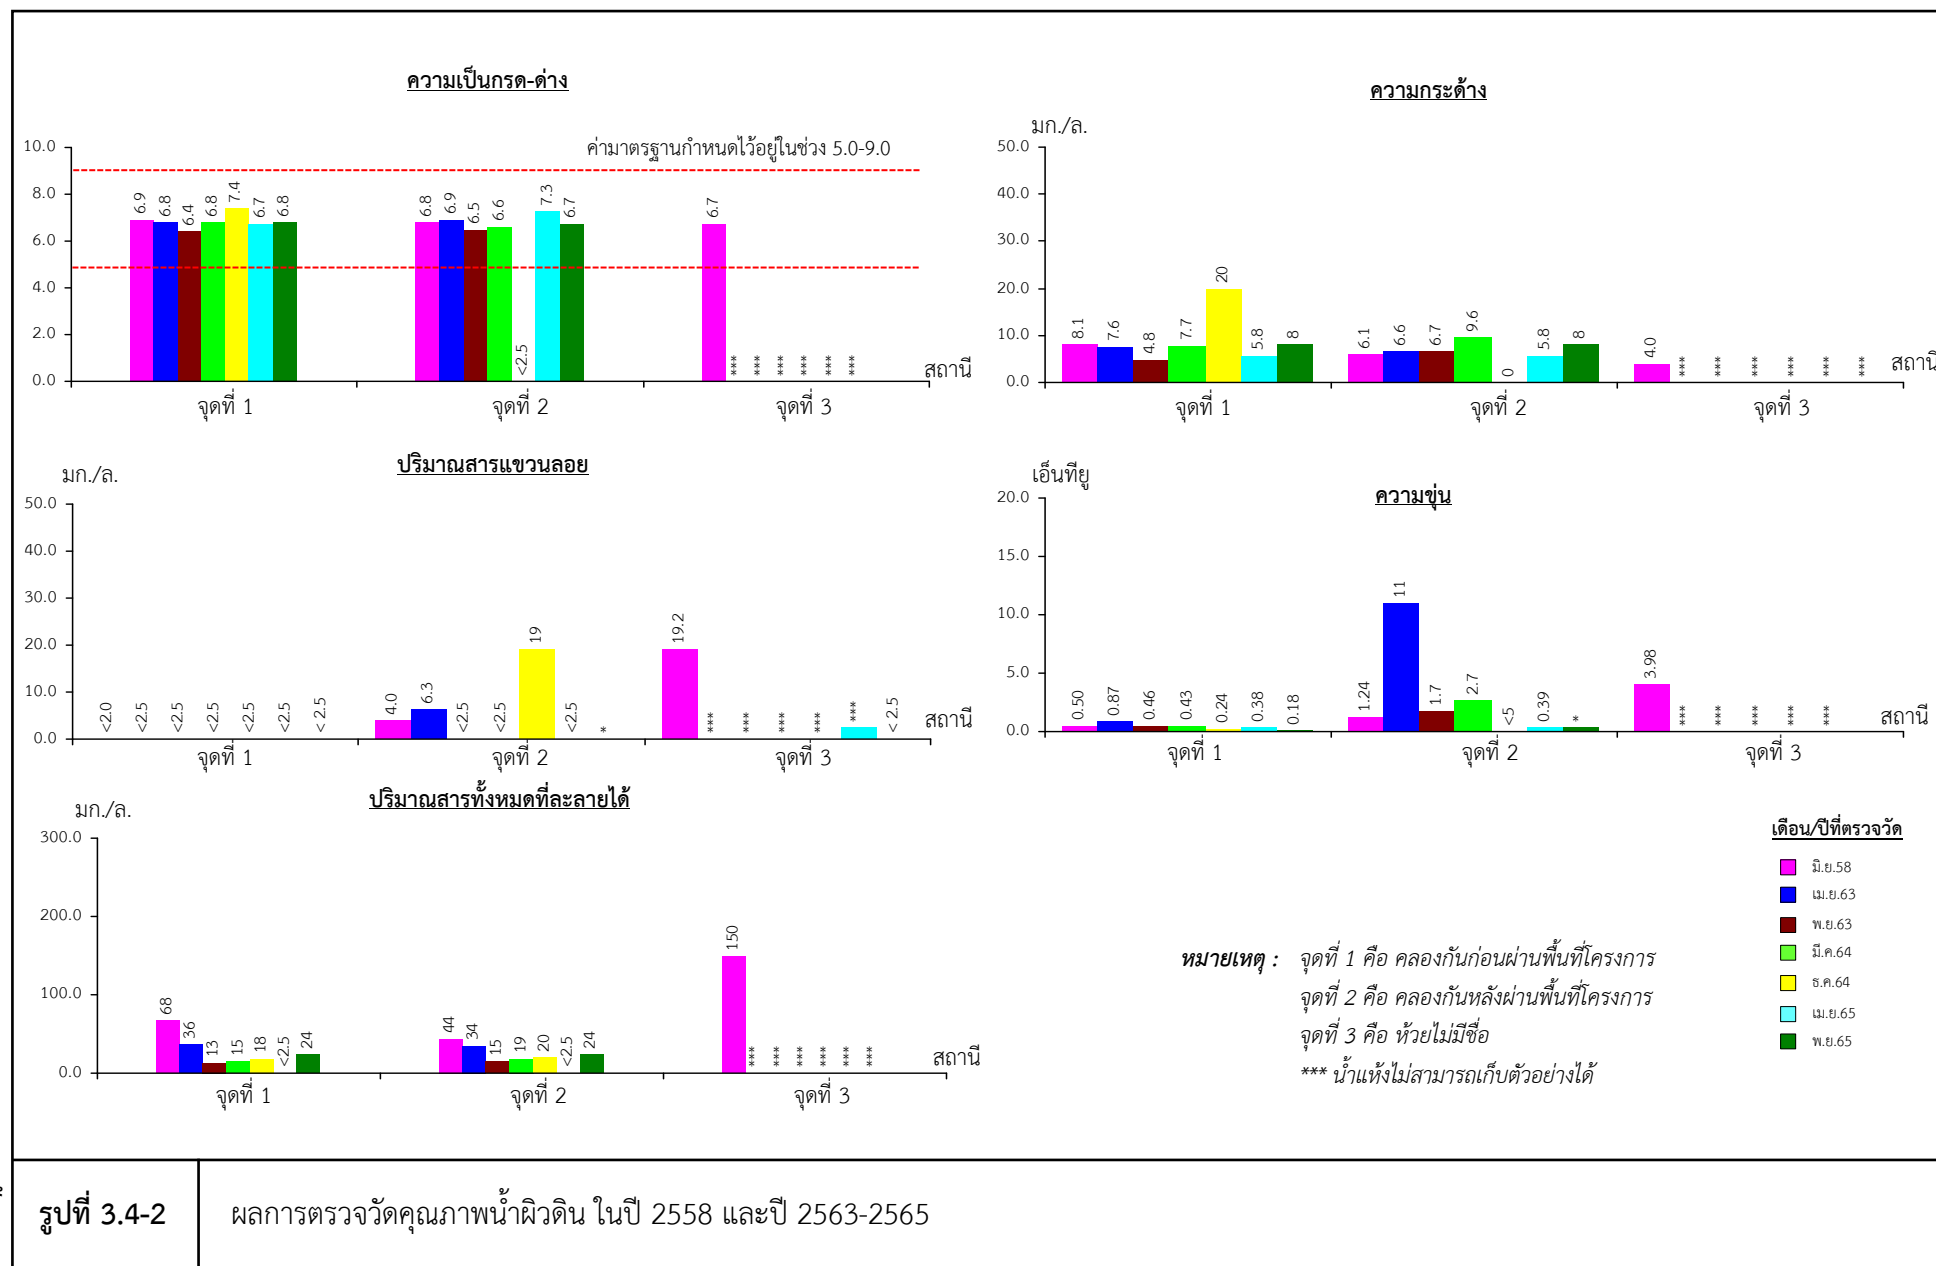 ความเป็นกรด-ด่าง
ค่ามาตรฐานกำหนดไว้อยู่ในช่วง 5.0-9.0
10.0
8.0
6.0
4.0
2.0
0.0
6.9 6.8 6.4 6.8 7.4 6.7 6.8
6.8 6.9 6.5 6.6 <2.5 7.3 6.7
6.7 *** *** *** *** *** ***
สถานี
จุดที่ 1 จุดที่ 2 จุดที่ 3
ความกระด้าง
มก./ล.
50.0
40.0
30.0
20.0
10.0
0.0
8.1 7.6 4.8 7.7 20 5.8 8
6.1 6.6 6.7 9.6 0 5.8 8
4.0 *** *** *** *** *** ***
สถานี
จุดที่ 1 จุดที่ 2 จุดที่ 3
ปริมาณสารแขวนลอย
มก./ล.
50.0
40.0
30.0
20.0
10.0
0.0
<2.0 <2.5 <2.5 <2.5 <2.5 <2.5 < 2.5
4.0 6.3 <2.5 <2.5 19 <2.5 *
19.2 *** *** *** *** *** < 2.5
สถานี
จุดที่ 1 จุดที่ 2 จุดที่ 3
ความขุ่น
เอ็นทียู
20.0
15.0
10.0
5.0
0.0
0.50 0.87 0.46 0.43 0.24 0.38 0.18
1.24 11 1.7 2.7 <5 0.39 *
3.98 *** *** *** *** ***
สถานี
จุดที่ 1 จุดที่ 2 จุดที่ 3
ปริมาณสารทั้งหมดที่ละลายได้
มก./ล.
300.0
200.0
100.0
0.0
68 36 13 15 18 <2.5 24
44 34 15 19 20 <2.5 24
150 *** *** *** *** *** ***
สถานี
จุดที่ 1 จุดที่ 2 จุดที่ 3
เดือน/ปีที่ตรวจวัด
มิ.ย.58
เม.ย.63
พ.ย.63
มี.ค.64
ธ.ค.64
เม.ย.65
พ.ย.65
หมายเหตุ : จุดที่ 1 คือ คลองกันก่อนผ่านพื้นที่โครงการ
จุดที่ 2 คือ คลองกันหลังผ่านพื้นที่โครงการ
จุดที่ 3 คือ ห้วยไม่มีชื่อ
*** น้ำแห้งไม่สามารถเก็บตัวอย่างได้
รูปที่ 3.4-2 ผลการตรวจวัดคุณภาพน้ำผิวดิน ในปี 2558 และปี 2563-2565